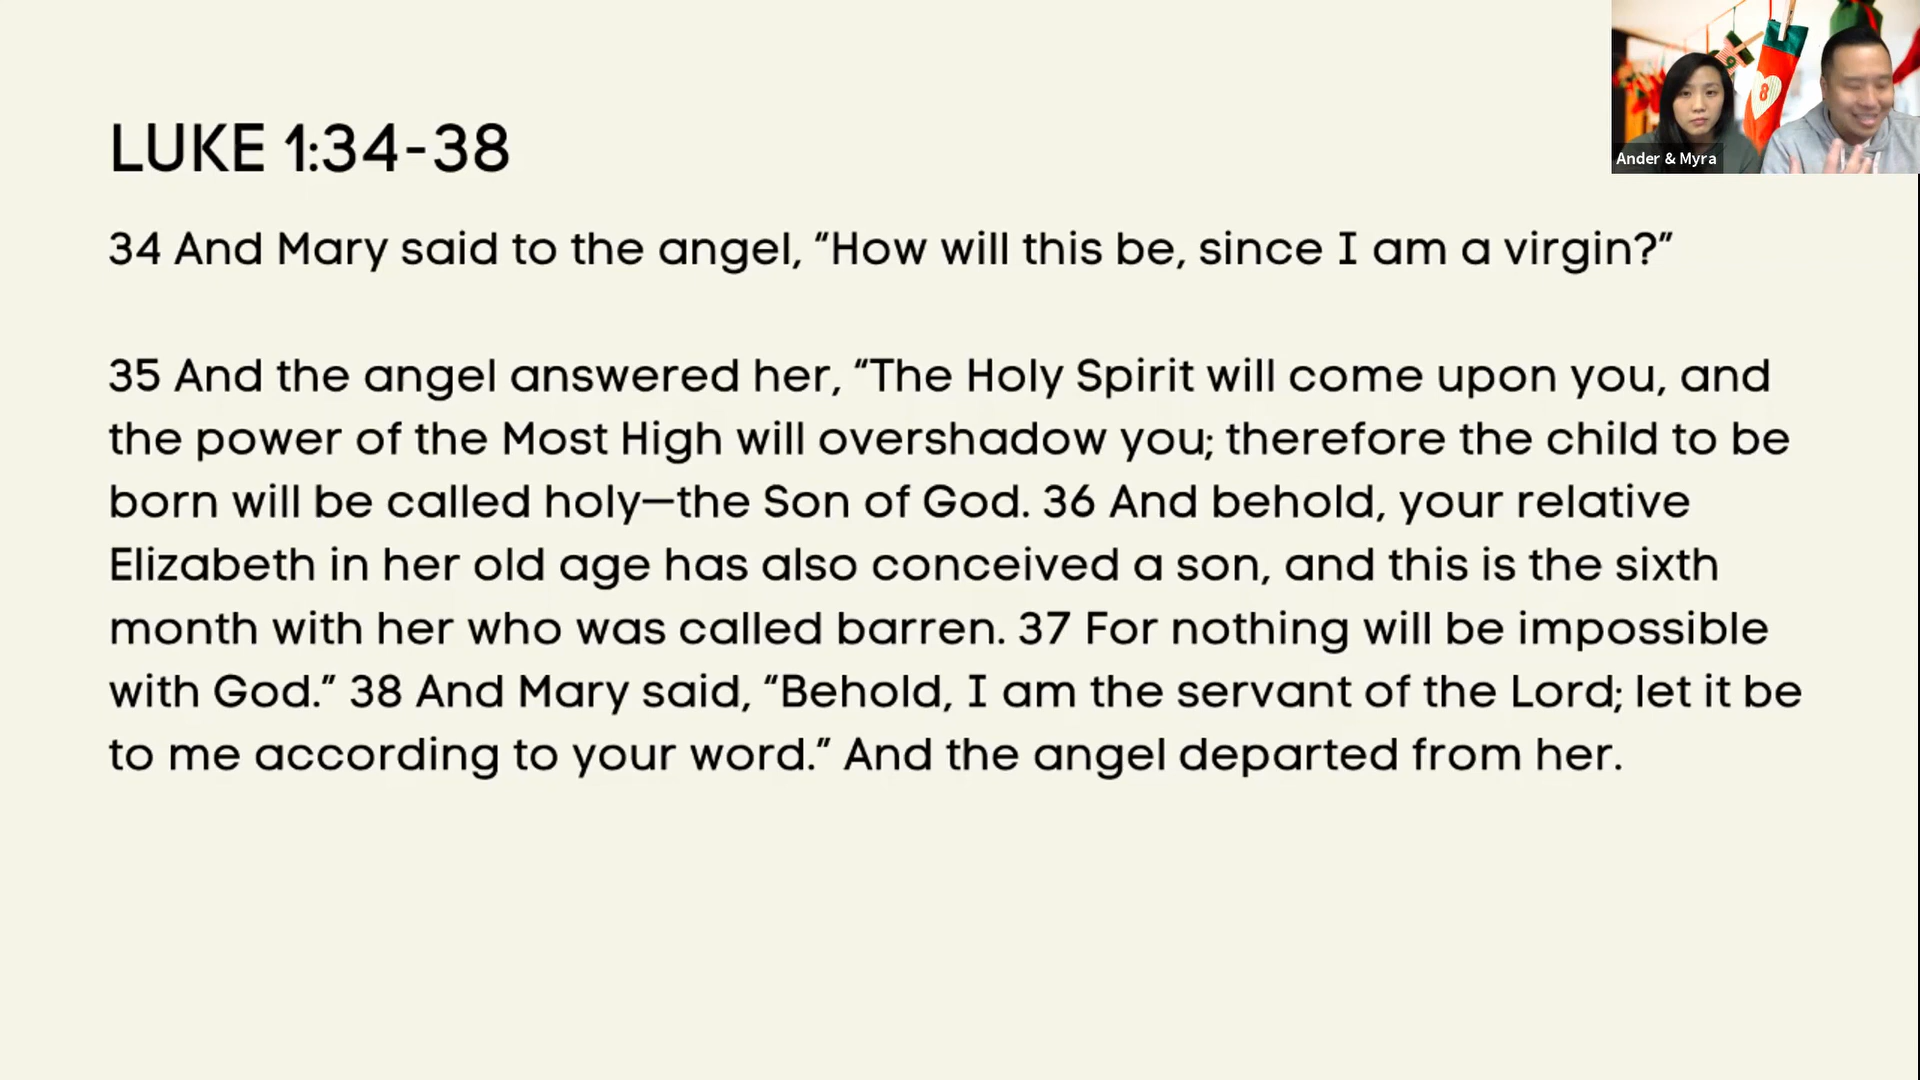 LUKE 1:34-38
34 And Mary said to the angel, “How will this be, since I am a virgin?”
35 And the angel answered her, “The Holy Spirit will come upon you, and
the power of the Most High will overshadow you; therefore the child to be
born will be called holy—the Son of God. 36 And behold, your relative
Elizabeth in her old age has also conceived a son, and this is the sixth
month with her who was called barren. 37 For nothing will be impossible
with God.” 38 And Mary said, “Behold, I am the servant of the Lord; let it be
to me according to your word.” And the angel departed from her.
9
8
Ander & Myra